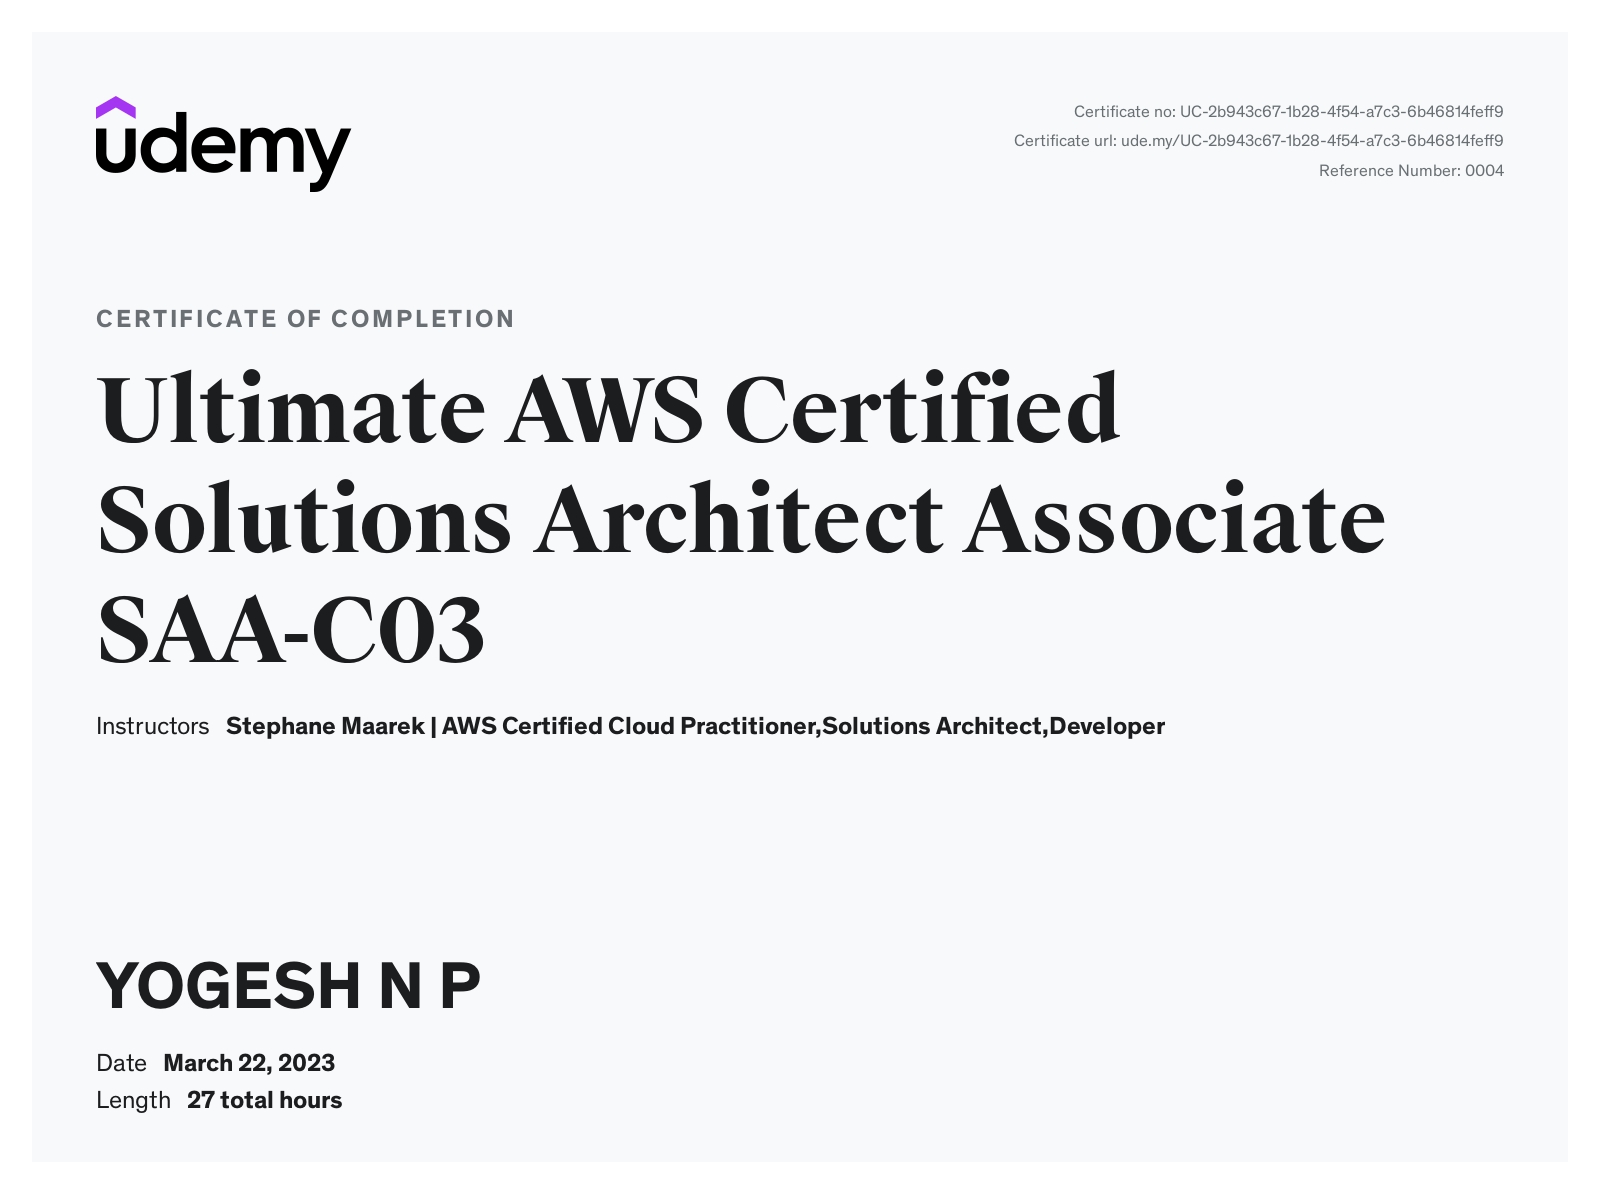 udemy
Certificate no: UC-2b943c67-1b28-4f54-a7c3-6b46814feff9
Certificate url: ude.my/UC-2b943c67-1b28-4f54-a7c3-6b46814feff9
Reference Number: 0004
CERTIFICATE OF COMPLETION
Ultimate AWS Certified
Solutions Architect Associate
SAA-C03
Instructors Stephane Maarek | AWS Certified Cloud Practitioner,Solutions Architect,Developer
YOGESH N P
Date March 22, 2023
Length 27 total hours